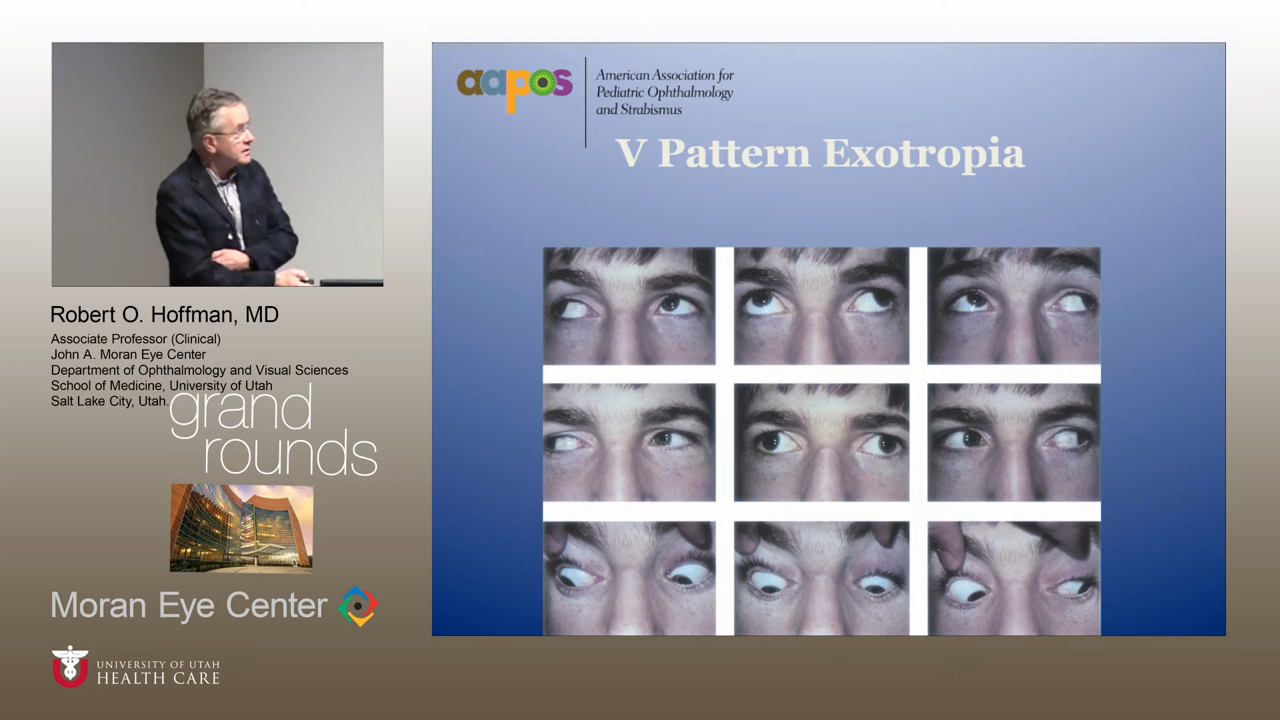 aapos
American Association for
Pediatric Ophthalmology
and Strabismus
V Pattern Exotropia
Robert O. Hoffman, MD
Associate Professor (Clinical)
John A. Moran Eye Center
Department of Ophthalmology and Visual Sciences
School of Medicine, University of Utah
Salt Lake City, Utah.
grand
rounds
Moran Eye Center
U
UNIVERSITY OF UTAH
HEALTH CARE